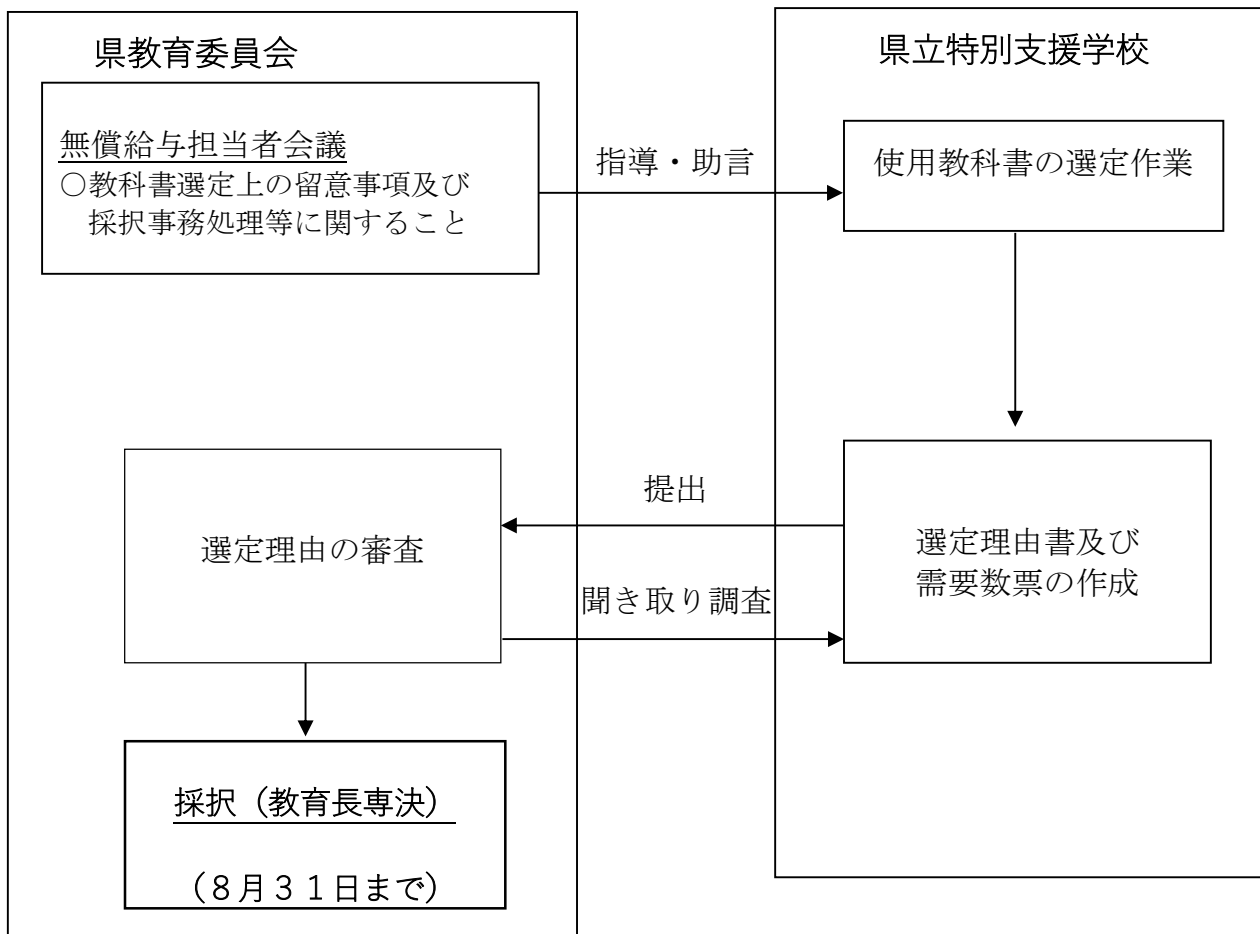 県教育委員会
無償給与担当者会議
○教科書選定上の留意事項及び
採択事務処理等に関すること
指導・助言
県立特別支援学校
使用教科書の選定作業
選定理由の審査
提出
聞き取り調査
選定理由書及び
需要数票の作成
採択（教育長専決）
（８月３１日まで）